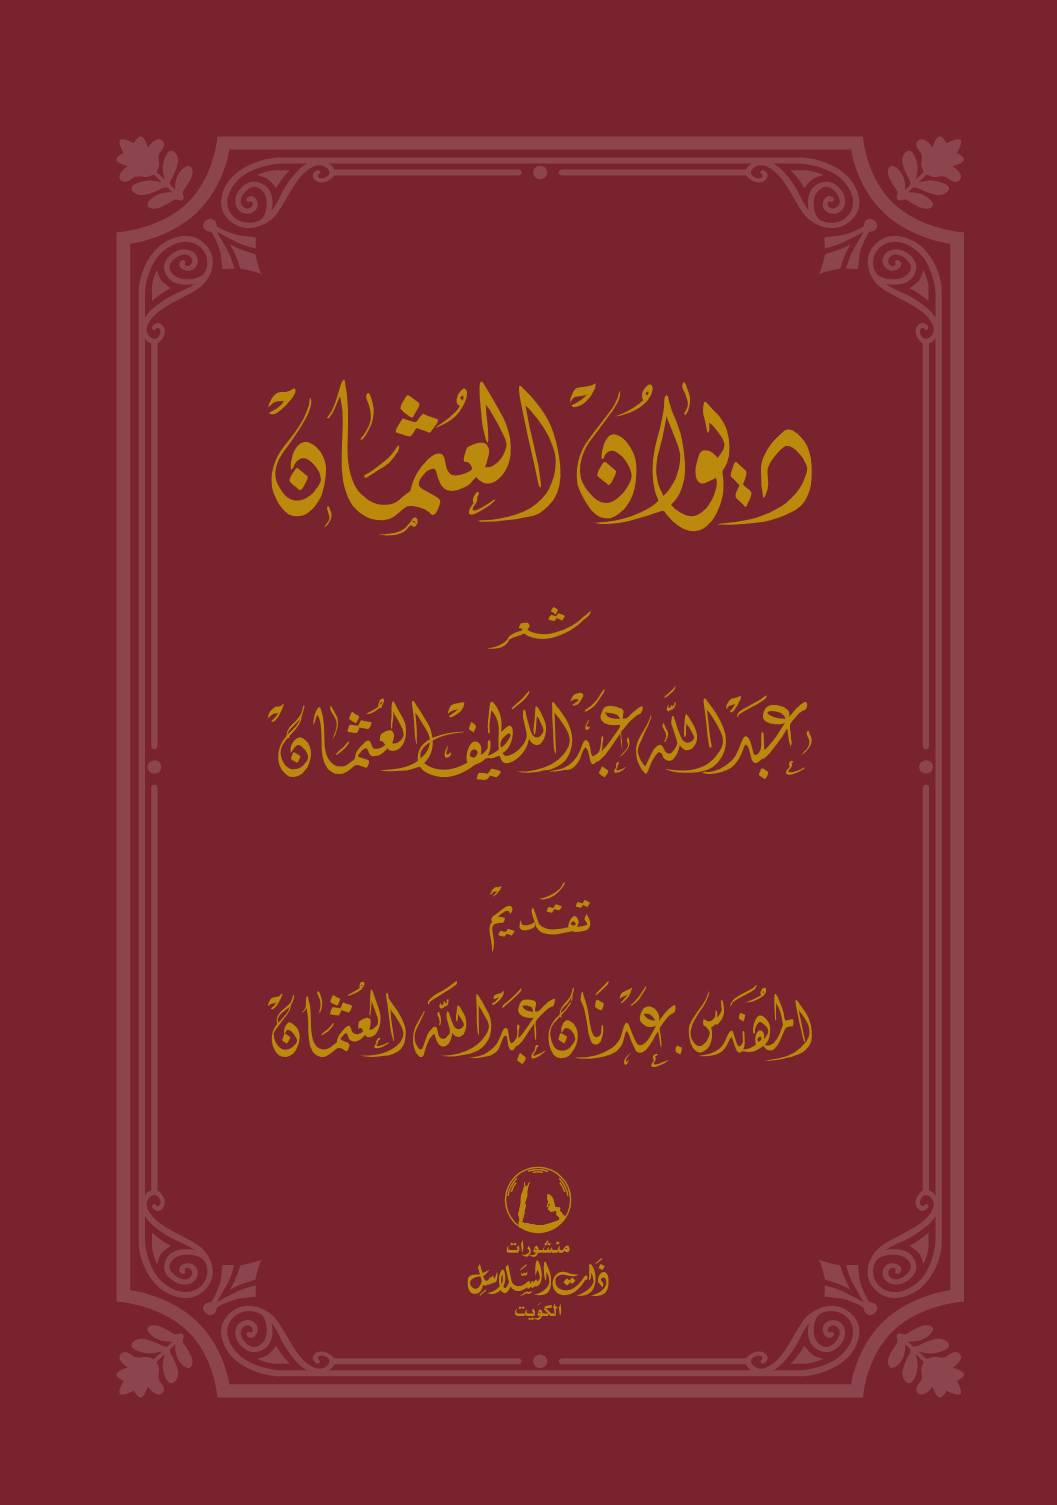 ديوان العثمان
شعر
عبدالله عبداللطيف العثمان
تقديم
المهندس. عدنان عبدالله العثمان
منشورات
ذات السلاسل
الكويت